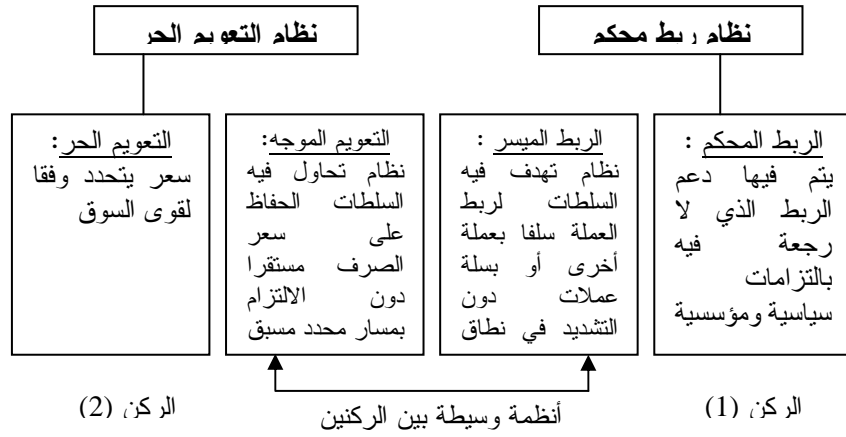 نظام ربط محكم
نظام التعويم الحر
الربط المحكم :
يتم فيها دعم
الربط الذي لا
رجعة فيه
بالتزامات
سياسية ومؤسسية
الربط الميسر :
نظام تهدف فيه
السلطات لربط
العملة سلفا بعملة
أخرى أو بسلة
عملات دون
التشديد في نطاق
التعويم الموجه:
نظام تحاول فيه
السلطات الحفاظ
على سعر
الصرف مستقرا
دون الالتزام
بمسار محدد مسبق
التعويم الحر:
سعر يتحدد وفقا
لقوى السوق
الركن (1)
أنظمة وسيطة بين الركنين
الركن (2)